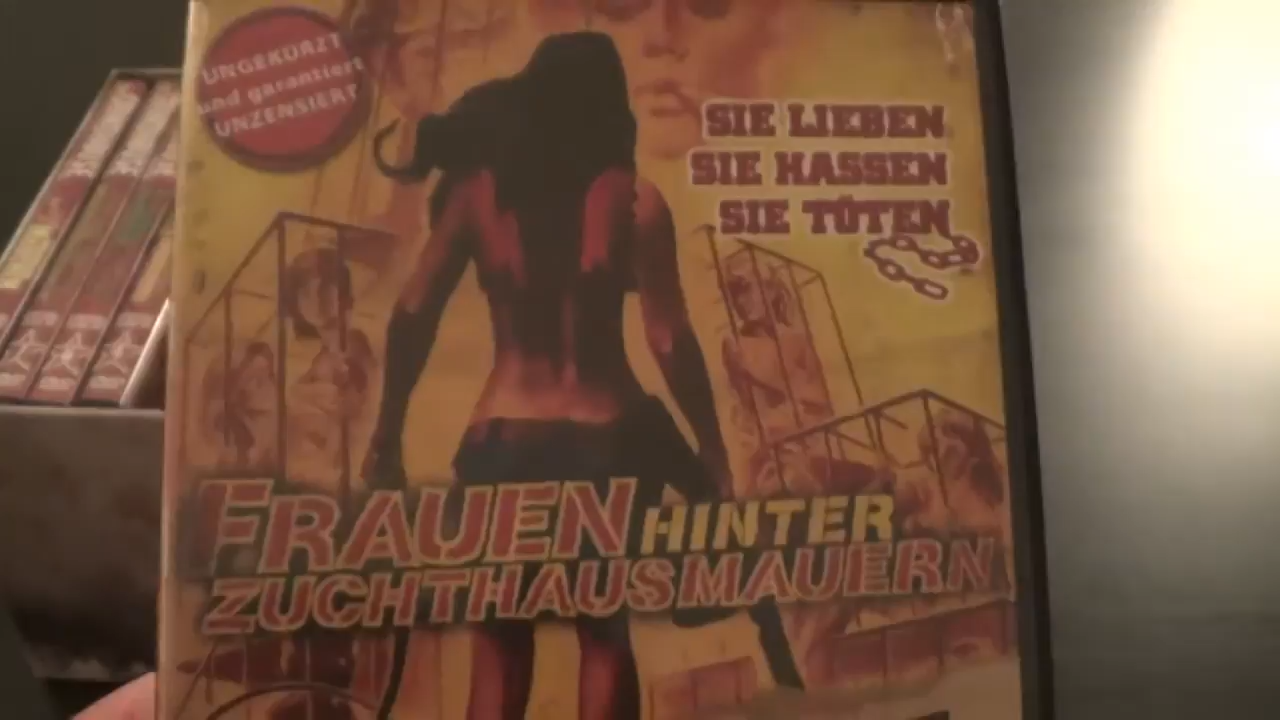 UNGEKÜRZT
und garantiert
UNZENSIERT
SIE LIEBEN
SIE HASSEN
SIE TÖTEN
FRAUEN HINTER
ZUCHTHAUSMAUERN